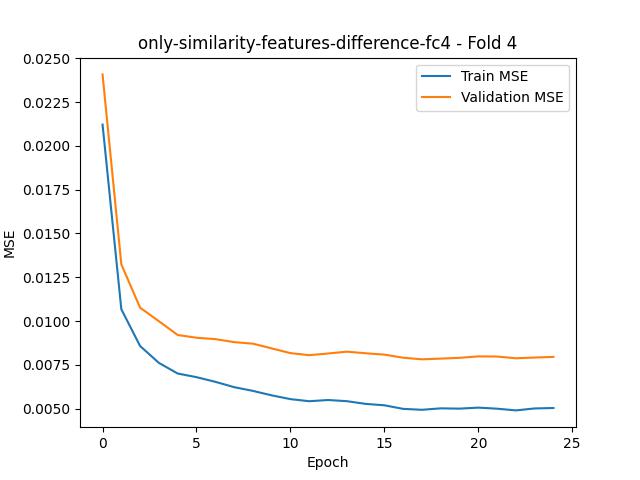 only-similarity-features-difference-fc4 - Fold 4
Train MSE
Validation MSE
MSE
0.0250
0.0225
0.0200
0.0175
0.0150
0.0125
0.0100
0.0075
0.0050
0 5 10 15 20 25
Epoch